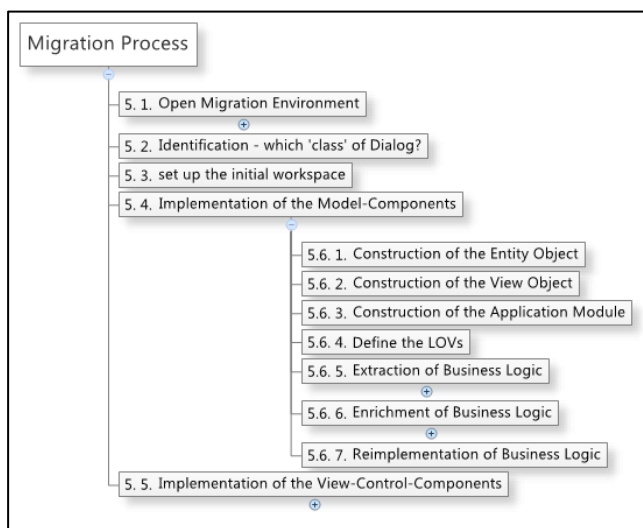 Migration Process
5. 1. Open Migration Environment
5. 2. Identification - which 'class' of Dialog?
5. 3. set up the initial workspace
5. 4. Implementation of the Model-Components
5.6. 1. Construction of the Entity Object
5.6. 2. Construction of the View Object
5.6. 3. Construction of the Application Module
5.6. 4. Define the LOVs
5.6. 5. Extraction of Business Logic
5.6. 6. Enrichment of Business Logic
5.6. 7. Reimplementation of Business Logic
5. 5. Implementation of the View-Control-Components